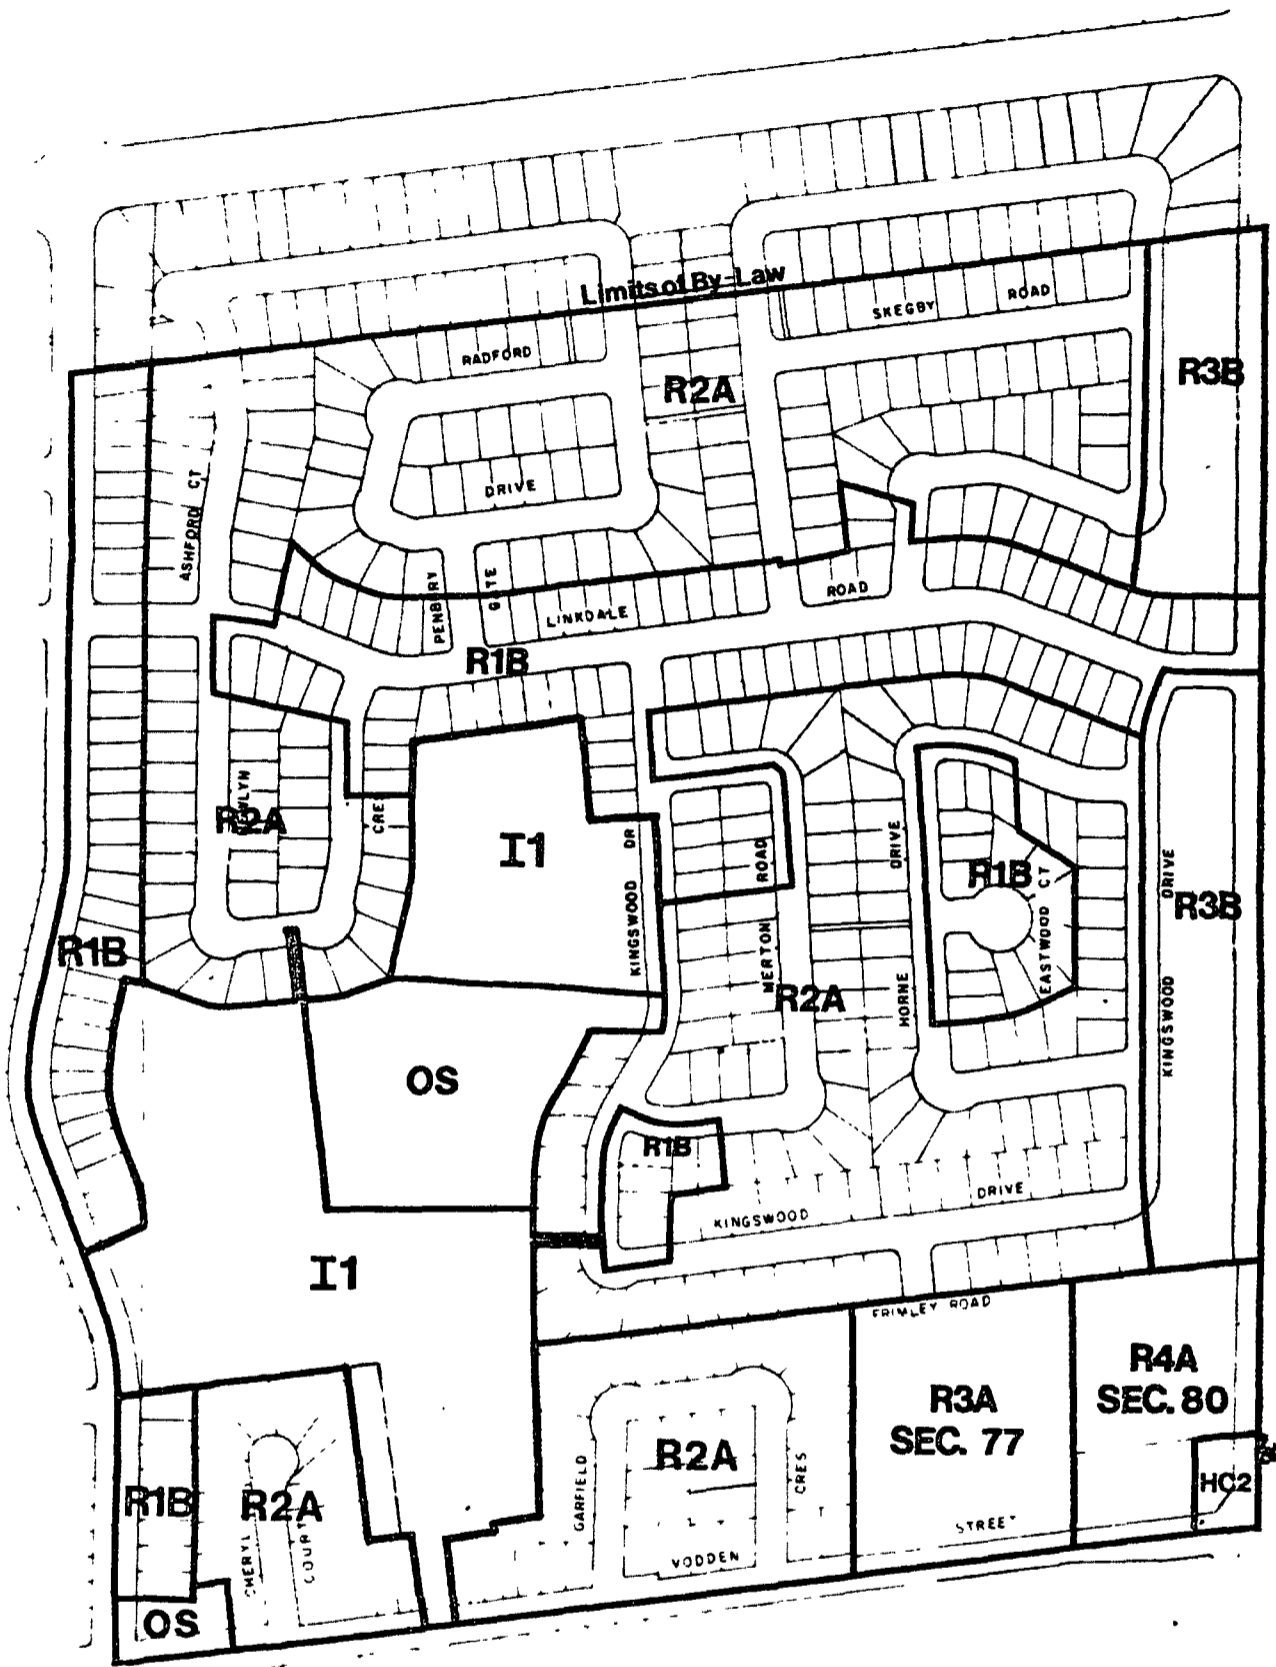 Limits of By-Law
SKEGBY
ROAD
RADFORD
R2A
R3B
DRIVE
ASHFORD CT
PENBURY
GATE
LINKDALE
ROAD
R1B
R2A
CRES
I1
KINGSWOOD DR
ROAD
MERTON
DRIVE
HORNE
R1B
EASTWOOD CT
R3B
KINGSWOOD DRIVE
R1B
R2A
OS
R1B
KINGSWOOD
DRIVE
I1
FRIMLEY ROAD
R4A
SEC. 80
R3A
SEC. 77
R2A
GARFIELD
CRES
HC2
R1B
R2A
CHERYL
COURT
VODDEN
STREET
OS